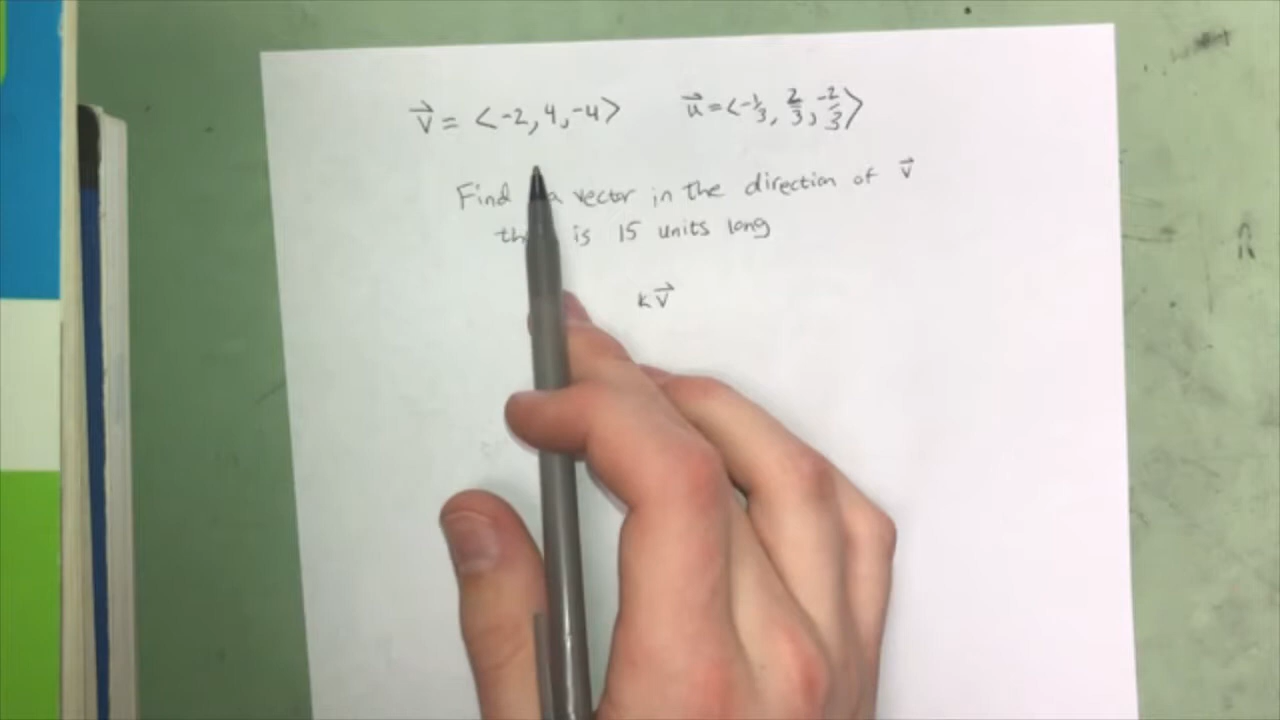 v⃗ = <-2, 4, -4> u⃗ = <-1/3, 2/3, -2/3>
Find a vector in the direction of v⃗
is 15 units long
kv⃗